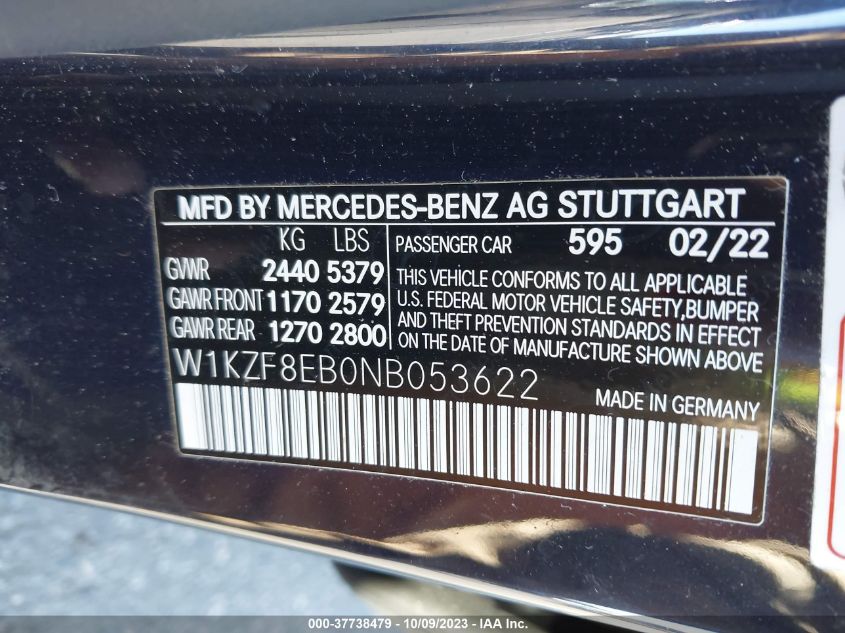 MFD BY MERCEDES-BENZ AG STUTTGART
KG LBS
GVWR 2440 5379
GAWR FRONT 1170 2579
GAWR REAR 1270 2800
PASSENGER CAR 595 02/22
THIS VEHICLE CONFORMS TO ALL APPLICABLE
U.S. FEDERAL MOTOR VEHICLE SAFETY,BUMPER
AND THEFT PREVENTION STANDARDS IN EFFECT
ON THE DATE OF MANUFACTURE SHOWN ABOVE.
W1KZF8EB0NB053622
MADE IN GERMANY
000-37738479 - 10/09/2023 - © IAA, Inc.